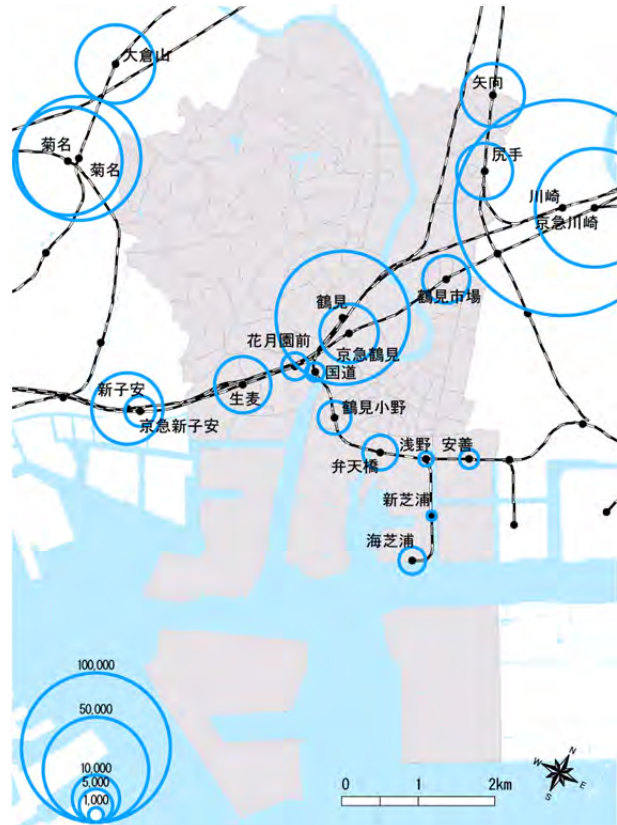 大倉山
矢向
菊名
菊名
尻手
川崎
京急川崎
鶴見市場
鶴見
花月園前
京急鶴見
国道
新子安
生麦
京急新子安
鶴見小野
浅野
安善
弁天橋
新芝浦
海芝浦
100,000
50,000
10,000
5,000
1,000
0
1
2km
N
W
E
S